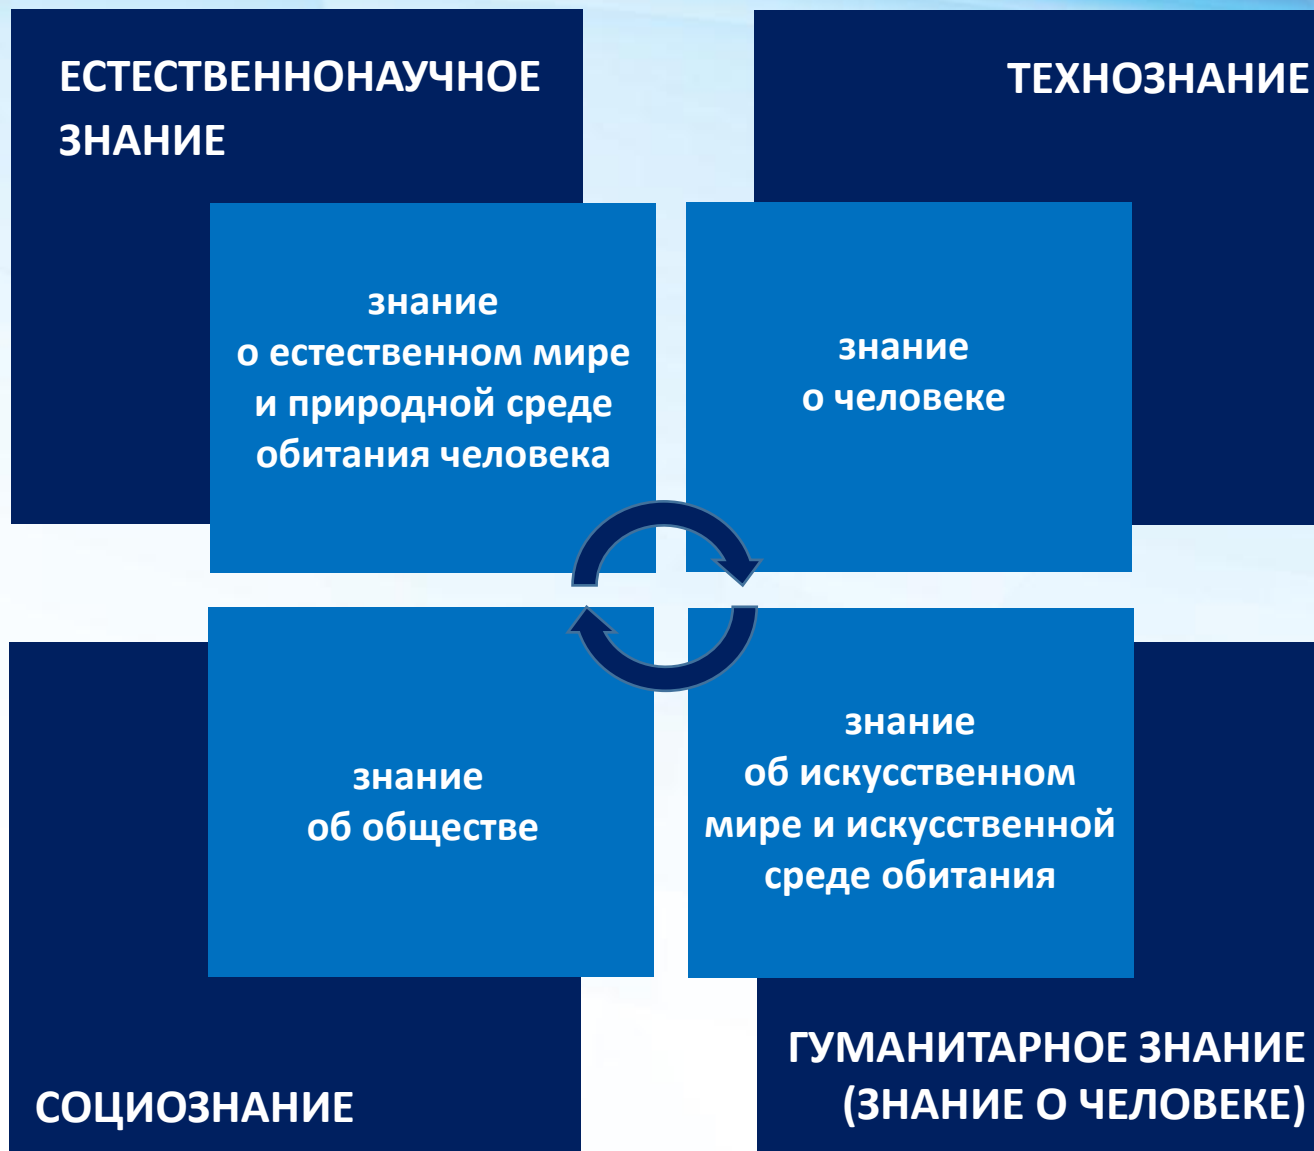 ЕСТЕСТВЕННОНАУЧНОЕ
ЗНАНИЕ
ТЕХНОЗНАНИЕ
знание
о естественном мире
и природной среде
обитания человека
знание
о человеке
знание
об обществе
знание
об искусственном
мире и искусственной
среде обитания
СОЦИОЗНАНИЕ
ГУМАНИТАРНОЕ ЗНАНИЕ
(ЗНАНИЕ О ЧЕЛОВЕКЕ)